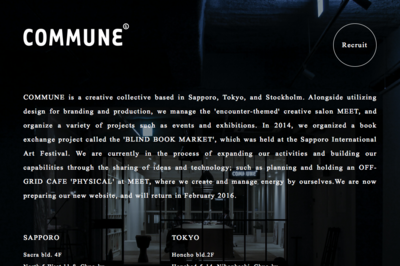 COMMUNE
Recruit
COMMUNE is a creative collective based in Sapporo, Tokyo, and Stockholm. Alongside utilizing
design for branding and production, we manage the 'encounter-themed' creative salon MEET, and
organize a variety of projects such as events and exhibitions. In 2014, we organized a book
exchange project called the 'BLIND BOOK MARKET', which was held at the Sapporo International
Art Festival. We are currently in the process of expanding our activities and building our
capabilities through the sharing of ideas and technology; such as planning and holding an OFF-
GRID CAFE 'PHYSICAL' at MEET, where we create and manage energy by ourselves.We are now
preparing our new website, and will return in February 2016.
SAPPORO
TOKYO
Sacra bld. 4F
Honcho bld.2F